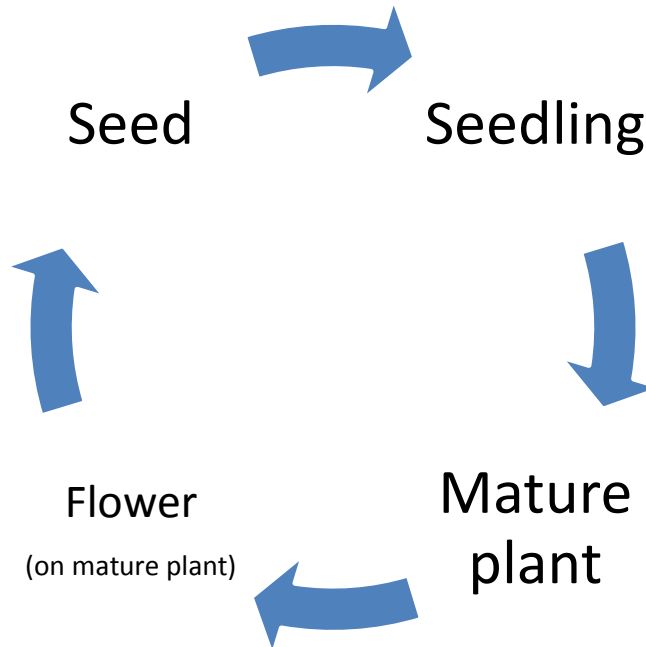 Seed
Seedling
Mature
plant
Flower
(on mature plant)